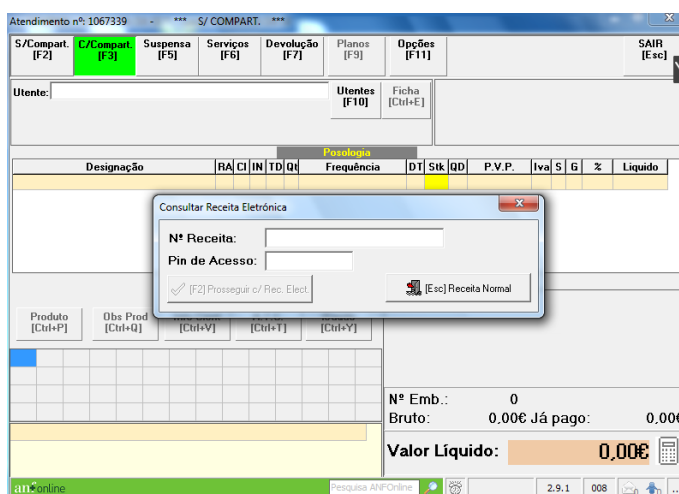 Atendimento nº: 1067339 - *** S/ COMPART. ***
S/Compart. [F2]
C/Compart. [F3]
Suspensa [F5]
Serviços [F6]
Devolução [F7]
Planos [F9]
Opções [F11]
SAIR [Esc]
Utente:
Utentes [F10]
Ficha [Ctrl+E]
Posologia
Designação RA CI IN TD Qt Frequência DT Stk QD P.V.P. Iva S G % Liquido
Consultar Receita Eletrónica
Nº Receita:
Pin de Acesso:
[F2] Prosseguir c/ Rec. Elect.
[Esc] Receita Normal
Produto [Ctrl+P]
Obs Prod [Ctrl+Q]
[Ctrl+V]
[Ctrl+T]
[Ctrl+Y]
Nº Emb.: 0
Bruto: 0,00€ Já pago: 0,00€
Valor Líquido: 0,00€
anfonline
Pesquisa ANFOnline
2.9.1 008